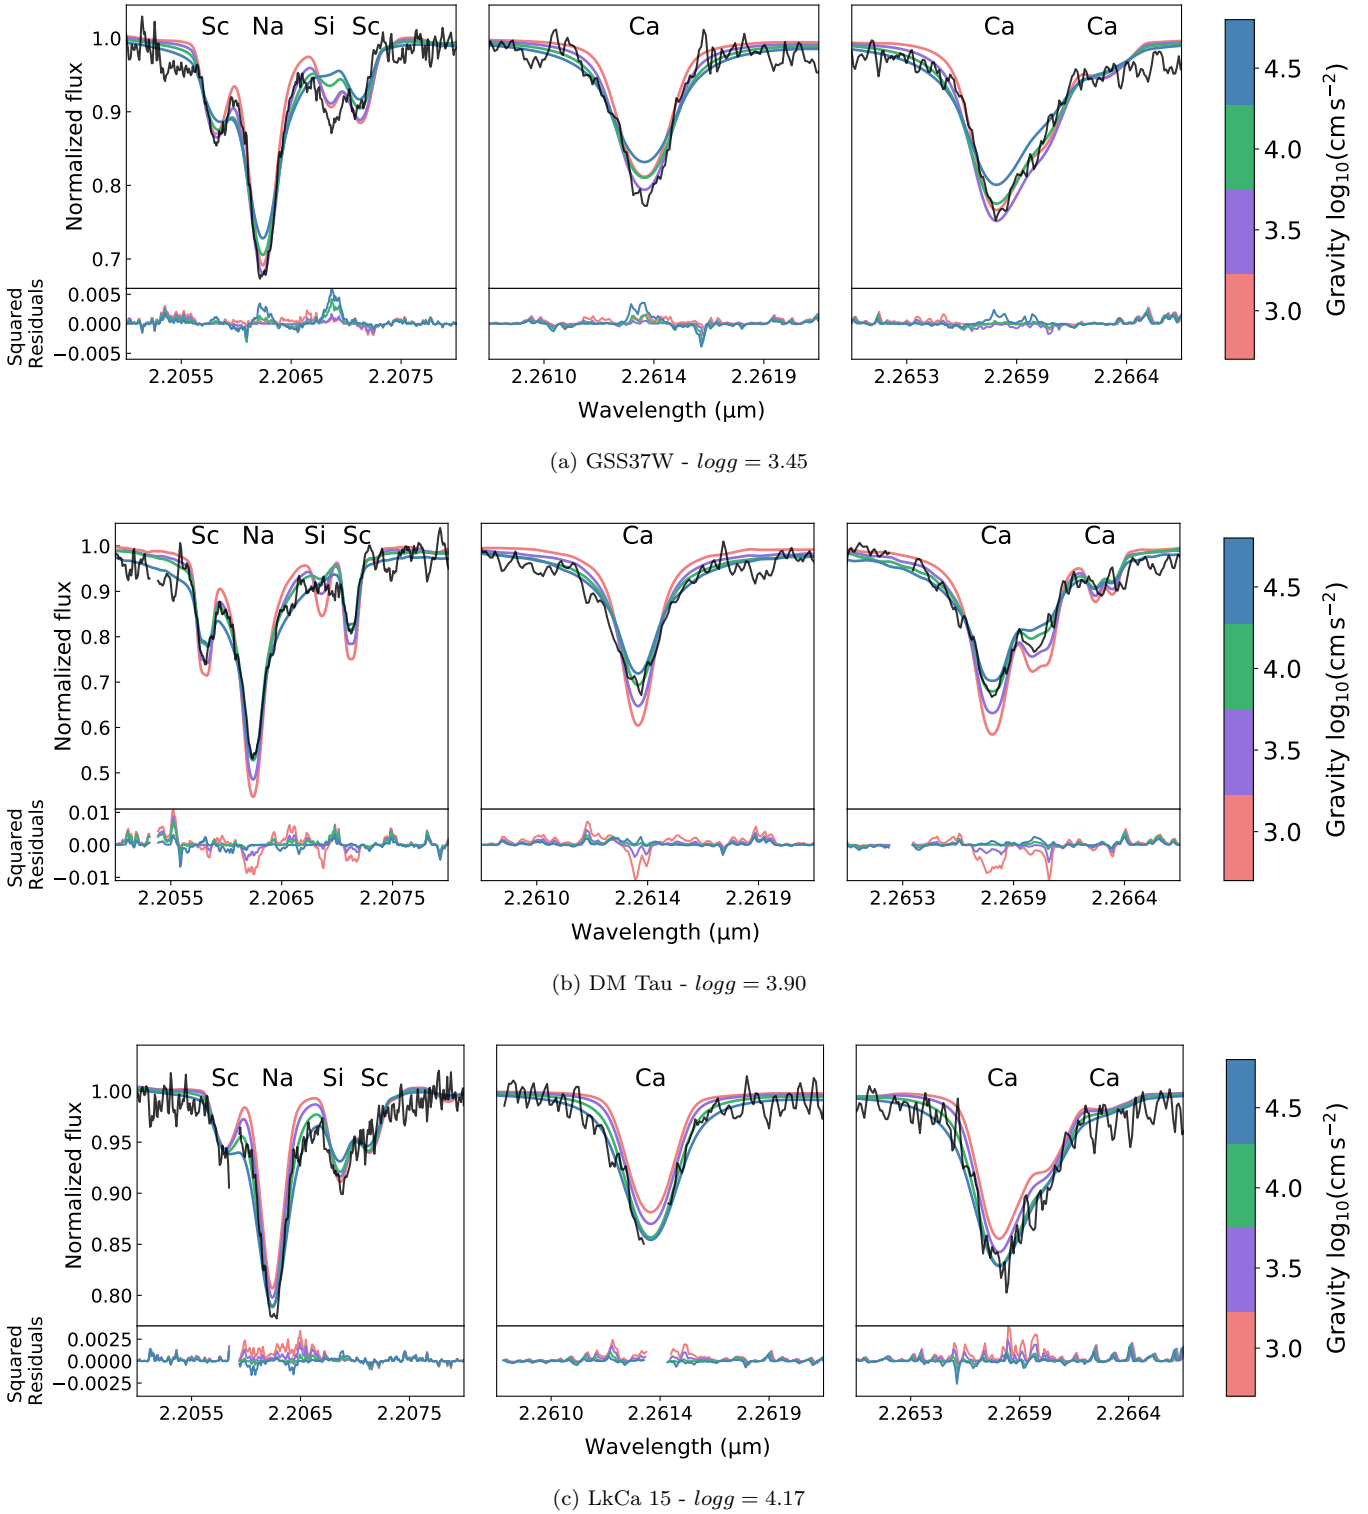 Sc Na Si Sc Ca Ca Ca
Normalized flux
1.0
0.9
0.8
0.7
Squared
Residuals
0.005
0.000
−0.005
2.2055 2.2065 2.2075 2.2610 2.2614 2.2619 2.2653 2.2659 2.2664
Wavelength (μm)
4.5
4.0
3.5
3.0
Gravity log₁₀(cm s⁻²)
(a) GSS37W - logg = 3.45
Sc Na Si Sc Ca Ca Ca
Normalized flux
1.0
0.9
0.8
0.7
0.6
0.5
Squared
Residuals
0.01
0.00
−0.01
2.2055 2.2065 2.2075 2.2610 2.2614 2.2619 2.2653 2.2659 2.2664
Wavelength (μm)
4.5
4.0
3.5
3.0
Gravity log₁₀(cm s⁻²)
(b) DM Tau - logg = 3.90
Sc Na Si Sc Ca Ca Ca
Normalized flux
1.00
0.95
0.90
0.85
0.80
Squared
Residuals
0.0025
0.0000
−0.0025
2.2055 2.2065 2.2075 2.2610 2.2614 2.2619 2.2653 2.2659 2.2664
Wavelength (μm)
4.5
4.0
3.5
3.0
Gravity log₁₀(cm s⁻²)
(c) LkCa 15 - logg = 4.17